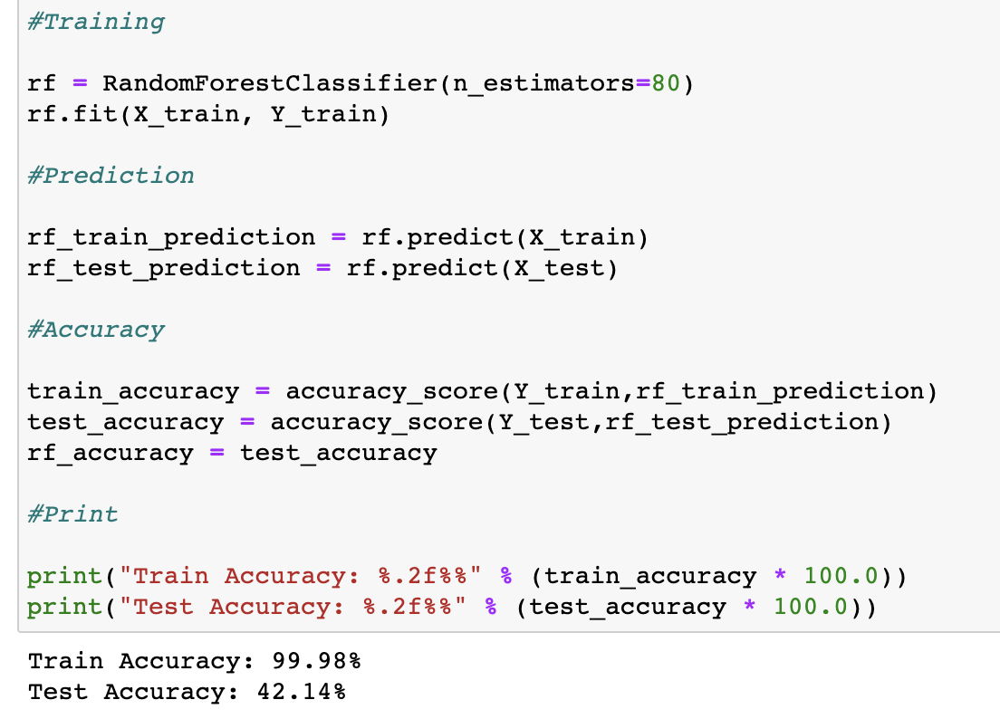 #Training
rf = RandomForestClassifier(n_estimators=80)
rf.fit(X_train, Y_train)
#Prediction
rf_train_prediction = rf.predict(X_train)
rf_test_prediction = rf.predict(X_test)
#Accuracy
train_accuracy = accuracy_score(Y_train,rf_train_prediction)
test_accuracy = accuracy_score(Y_test,rf_test_prediction)
rf_accuracy = test_accuracy
#Print
print("Train Accuracy: %.2f%%" % (train_accuracy * 100.0))
print("Test Accuracy: %.2f%%" % (test_accuracy * 100.0))
Train Accuracy: 99.98%
Test Accuracy: 42.14%